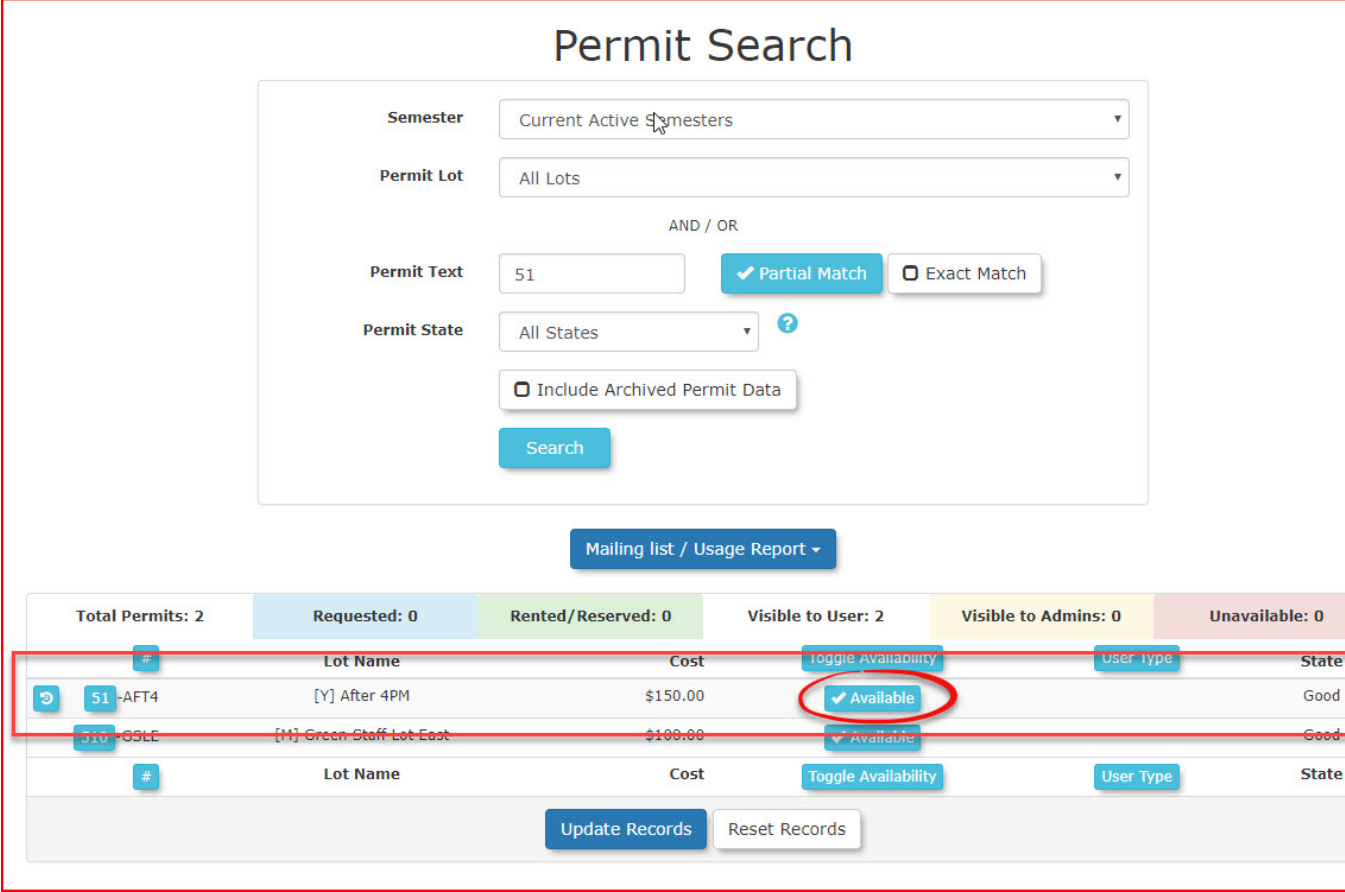 Permit Search
Semester Current Active Semesters
Permit Lot All Lots
AND / OR
Permit Text 51 Partial Match Exact Match
Permit State All States ?
Include Archived Permit Data
Search
Mailing list / Usage Report
Total Permits: 2 Requested: 0 Rented/Reserved: 0 Visible to User: 2 Visible to Admins: 0 Unavailable: 0
# Lot Name Cost Toggle Availability User Type State
51 -AFT4 [Y] After 4PM $150.00 Available Good
510 -GSLE [M] Green Staff Lot East $100.00 Available Good
# Lot Name Cost Toggle Availability User Type State
Update Records Reset Records